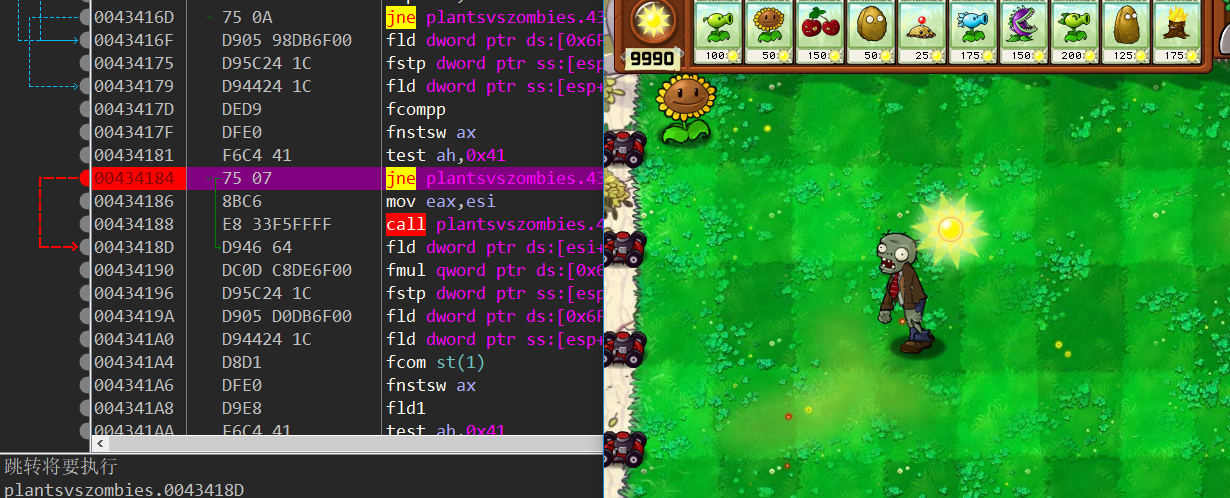 0043416D 75 0A jne plantsvszombies.43
0043416F D905 98DB6F00 fld dword ptr ds:[0x6F
00434175 D95C24 1C fstp dword ptr ss:[esp
00434179 D94424 1C fld dword ptr ss:[esp+
0043417D DED9 fcompp
0043417F DFE0 fnstsw ax
00434181 F6C4 41 test ah,0x41
00434184 75 07 jne plantsvszombies.43
00434186 8BC6 mov eax,esi
00434188 E8 33F5FFFF call plantsvszombies.4
0043418D D946 64 fld dword ptr ds:[esi+
00434190 DC0D C8DE6F00 fmul qword ptr ds:[0x6
00434196 D95C24 1C fstp dword ptr ss:[esp
0043419A D905 D0DB6F00 fld dword ptr ds:[0x6F
004341A0 D94424 1C fld dword ptr ss:[esp+
004341A4 D8D1 fcom st(1)
004341A6 DFE0 fnstsw ax
004341A8 D9E8 fld1
004341AA F6C4 41 test ah,0x41
跳转将要执行
plantsvszombies.0043418D
9990
100 50 150 50 25 175 150 200 125 175